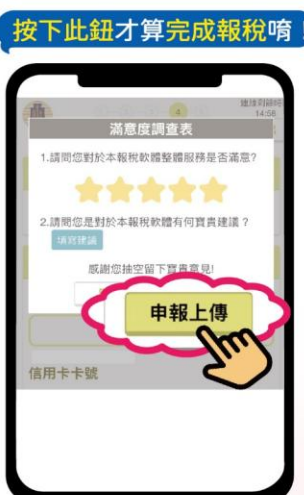 按下此鈕才算完成報稅唷!
4
14:56
滿意度調查表
1.請問您對於本報稅軟體整體服務是否滿意?
2.請問您是對於本報稅軟體有何寶貴建議?
填寫建議
感謝您抽空留下寶貴意見!
申報上傳
信用卡卡號